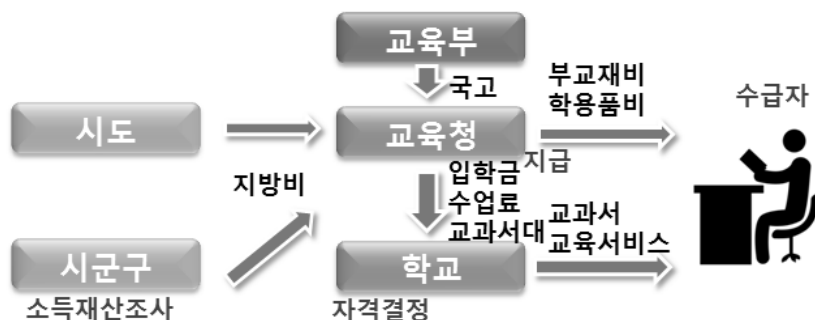 교육부
국고
부교재비
학용품비
수급자
시도
교육청
지급
지방비
입학금
수업료
교과서대
교과서
교육서비스
시군구
학교
소득재산조사
자격결정